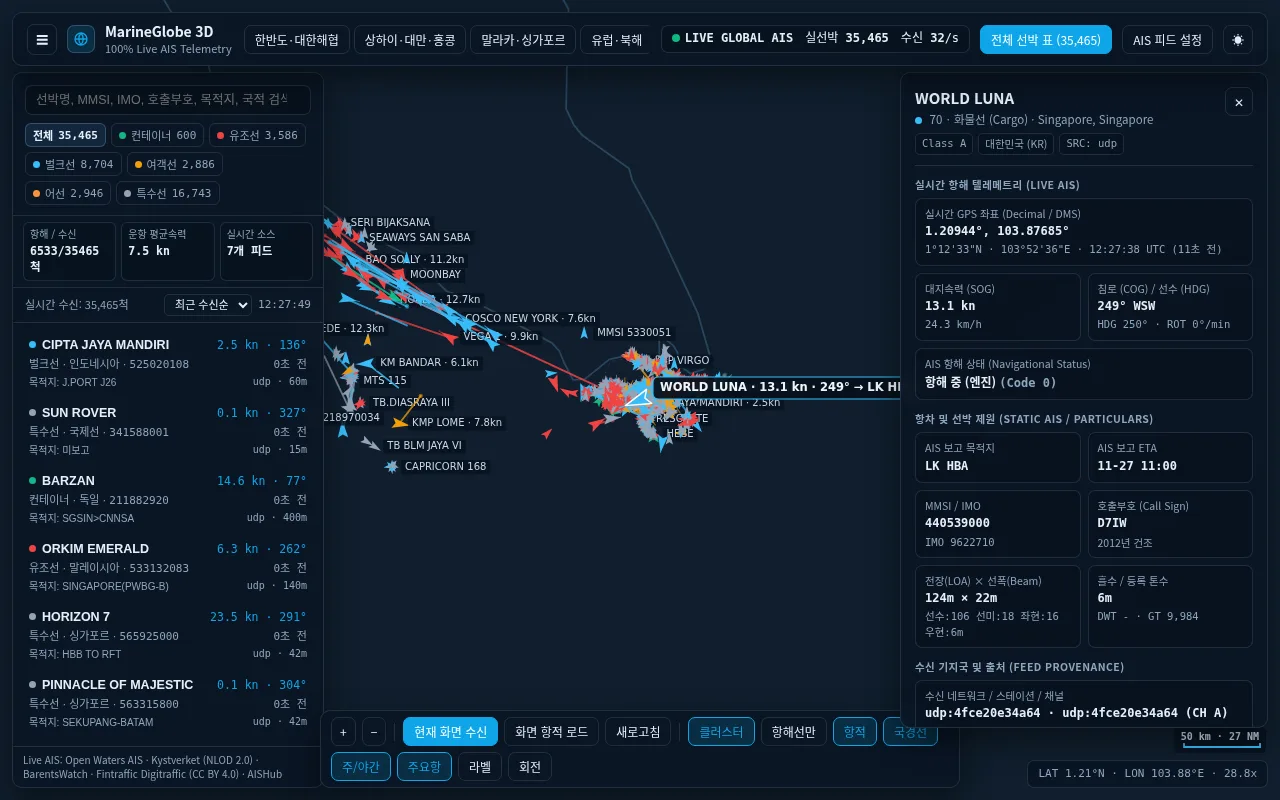 MarineGlobe 3D
100% Live AIS Telemetry
한반도·대한해협
상하이·대만·홍콩
말라카·싱가포르
유럽·북해
LIVE GLOBAL AIS 실선박 35,465 수신 32/s
전체 선박 표 (35,465)
AIS 피드 설정
선박명, MMSI, IMO, 호출부호, 목적지, 국적 검색
전체 35,465
컨테이너 600
유조선 3,586
벌크선 8,704
여객선 2,886
어선 2,946
특수선 16,743
항해 / 수신
6533/35465
척
운항 평균속력
7.5 kn
실시간 소스
7개 피드
실시간 수신: 35,465척
최근 수신순
12:27:49
CIPTA JAYA MANDIRI 2.5 kn · 136°
벌크선 · 인도네시아 · 525020108 0초 전
목적지: J.PORT J26 udp · 60m
SUN ROVER 0.1 kn · 327°
특수선 · 국제선 · 341588001 0초 전
목적지: 미보고 udp · 15m
BARZAN 14.6 kn · 77°
컨테이너 · 독일 · 211882920 0초 전
목적지: SGSIN>CNNSA udp · 400m
ORKIM EMERALD 6.3 kn · 262°
유조선 · 말레이시아 · 533132083 0초 전
목적지: SINGAPORE(PWBG-B) udp · 140m
HORIZON 7 23.5 kn · 291°
특수선 · 싱가포르 · 565925000 0초 전
목적지: HBB TO RFT udp · 42m
PINNACLE OF MAJESTIC 0.1 kn · 304°
특수선 · 싱가포르 · 563315800 0초 전
목적지: SEKUPANG-BATAM udp · 42m
Live AIS: Open Waters AIS · Kystverket (NLOD 2.0) ·
BarentsWatch · Fintraffic Digitraffic (CC BY 4.0) · AISHub
SERI BIJAKSANA
SEAWAYS SAN SABA
BAO SOLLY · 11.2kn
MOONBAY
· 12.7kn
COSCO NEW YORK · 7.6kn
EDE · 12.3kn
VEGA · 9.9kn
MMSI 5330051
KM BANDAR · 6.1kn
VIRGO
MTS 115
WORLD LUNA · 13.1 kn · 249° → LK H
TB.DIASRAYA III
AYA MANDIRI · 2.5kn
218970034
KMP LOME · 7.8kn
HEBE
TB BLM JAYA VI
CAPRICORN 168
+
−
현재 화면 수신
화면 항적 로드
새로고침
클러스터
항해선만
항적
국경선
주/야간
주요항
라벨
회전
WORLD LUNA
×
70 · 화물선 (Cargo) · Singapore, Singapore
Class A
대한민국 (KR)
SRC: udp
실시간 항해 텔레메트리 (LIVE AIS)
실시간 GPS 좌표 (Decimal / DMS)
1.20944°, 103.87685°
1°12'33"N · 103°52'36"E · 12:27:38 UTC (11초 전)
대지속력 (SOG)
13.1 kn
24.3 km/h
침로 (COG) / 선수 (HDG)
249° WSW
HDG 250° · ROT 0°/min
AIS 항해 상태 (Navigational Status)
항해 중 (엔진) (Code 0)
항차 및 선박 제원 (STATIC AIS / PARTICULARS)
AIS 보고 목적지
LK HBA
AIS 보고 ETA
11-27 11:00
MMSI / IMO
440539000
IMO 9622710
호출부호 (Call Sign)
D7IW
2012년 건조
전장(LOA) × 선폭(Beam)
124m × 22m
선수:106 선미:18 좌현:16
우현:6m
흘수 / 등록 톤수
6m
DWT - · GT 9,984
수신 기지국 및 출처 (FEED PROVENANCE)
수신 네트워크 / 스테이션 / 채널
udp:4fce20e34a64 · udp:4fce20e34a64 (CH A)
50 km · 27 NM
LAT 1.21°N · LON 103.88°E · 28.8x